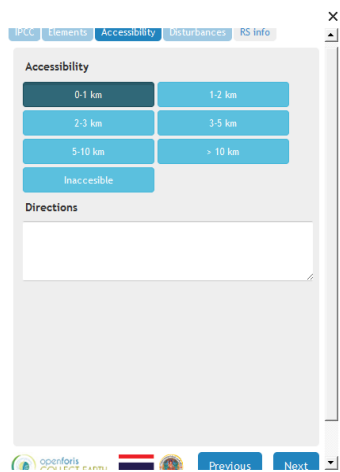 IPCC Elements Accessibility Disturbances RS info
Accessibility
0-1 km 1-2 km
2-3 km 3-5 km
5-10 km > 10 km
Inaccesible
Directions
openforis
COLLECT EARTH Previous Next